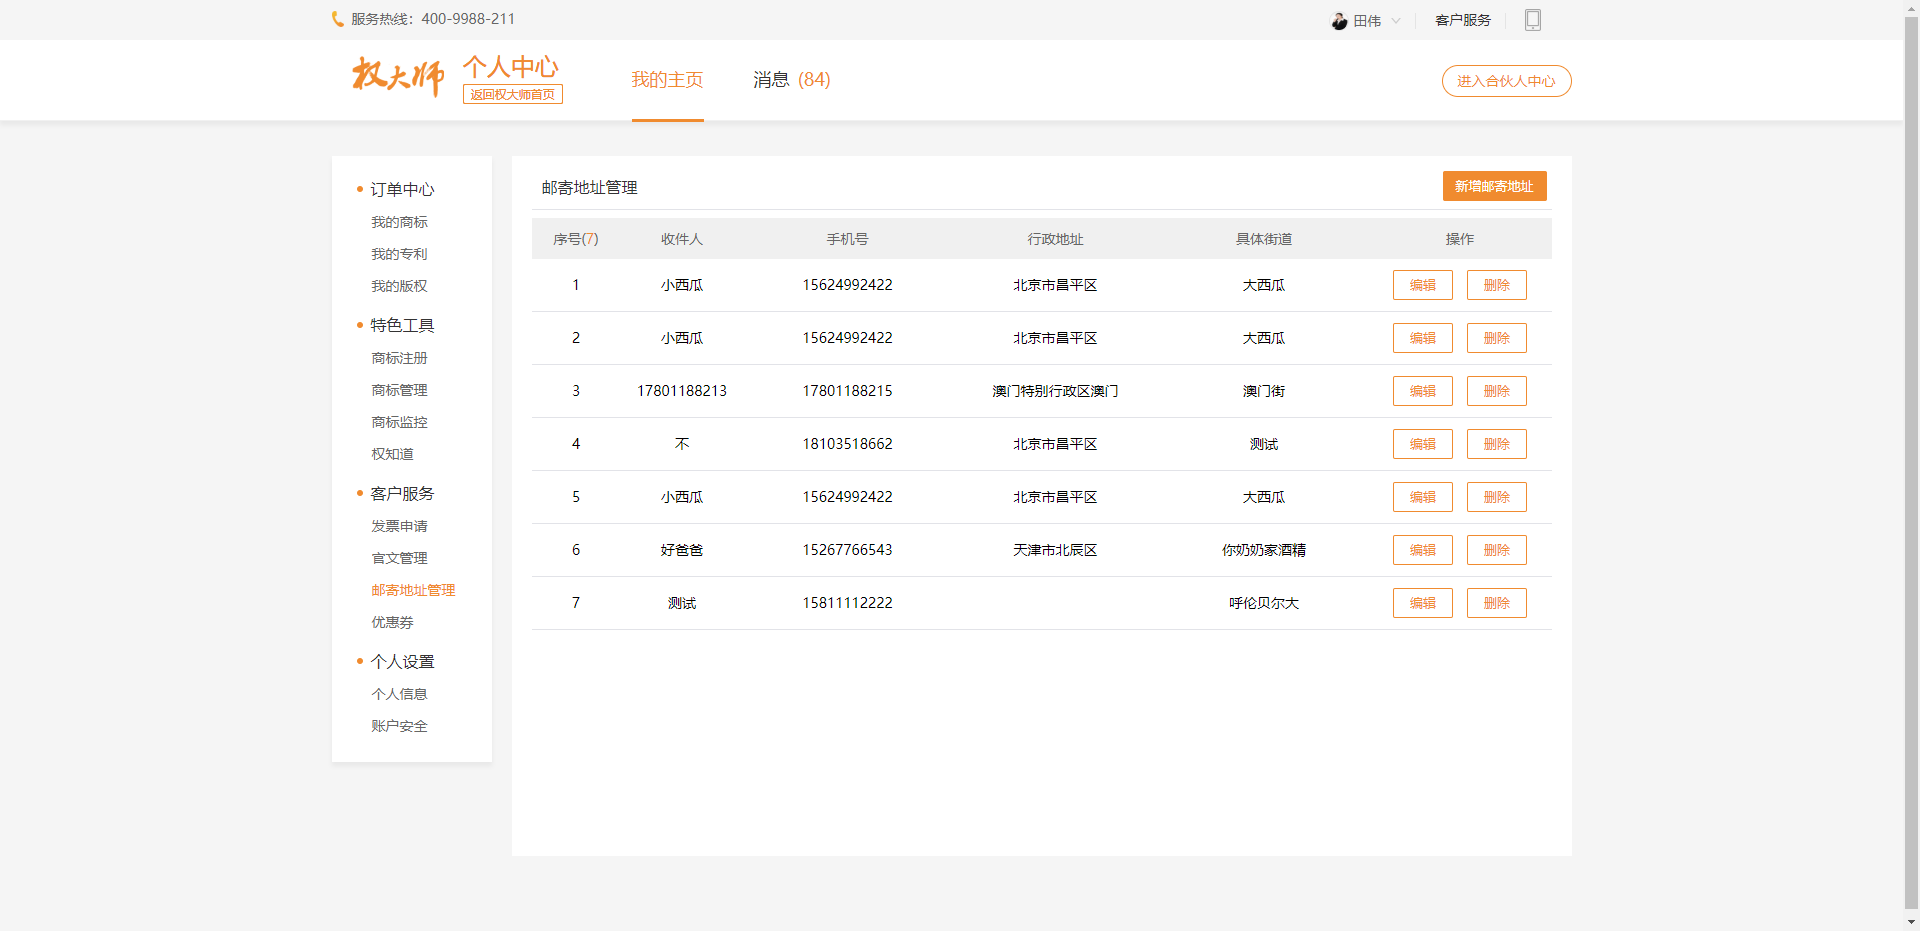 服务热线：400-9988-211
田伟 客户服务
权大师 个人中心
返回权大师首页
我的主页 消息 (84)
进入合伙人中心
订单中心
我的商标
我的专利
我的版权
特色工具
商标注册
商标管理
商标监控
权知道
客户服务
发票申请
官文管理
邮寄地址管理
优惠券
个人设置
个人信息
账户安全
邮寄地址管理 新增邮寄地址
序号(7) 收件人 手机号 行政地址 具体街道 操作
1 小西瓜 15624992422 北京市昌平区 大西瓜 编辑 删除
2 小西瓜 15624992422 北京市昌平区 大西瓜 编辑 删除
3 17801188213 17801188215 澳门特别行政区澳门 澳门街 编辑 删除
4 不 18103518662 北京市昌平区 测试 编辑 删除
5 小西瓜 15624992422 北京市昌平区 大西瓜 编辑 删除
6 好爸爸 15267766543 天津市北辰区 你奶奶家酒精 编辑 删除
7 测试 15811112222 呼伦贝尔大 编辑 删除